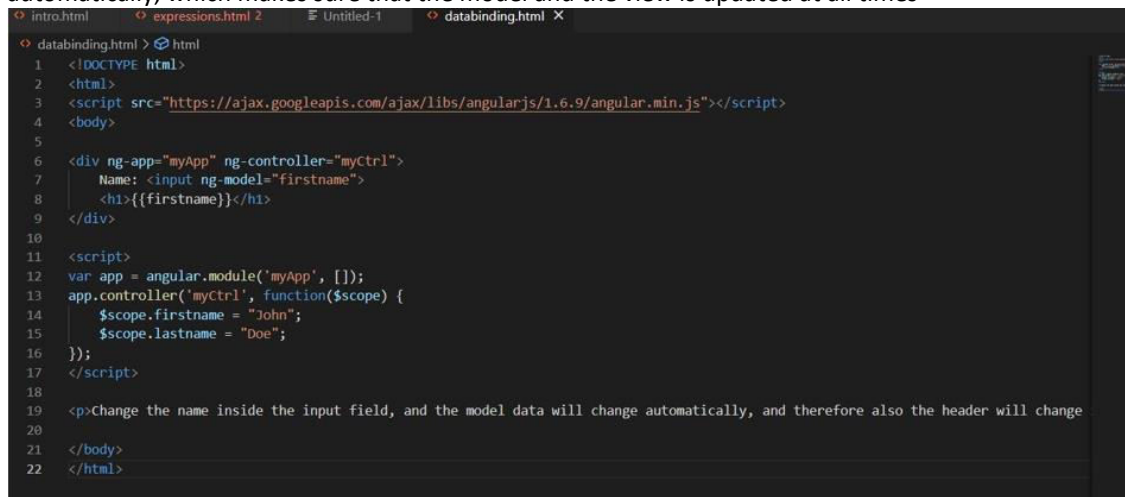 automatically, which makes sure that the model and the view is updated at all times
intro.html expressions.html 2 Untitled-1 databinding.html X
databinding.html > html
1 <!DOCTYPE html>
2 <html>
3 <script src="https://ajax.googleapis.com/ajax/libs/angularjs/1.6.9/angular.min.js"></script>
4 <body>
5
6 <div ng-app="myApp" ng-controller="myCtrl">
7     Name: <input ng-model="firstname">
8     <h1>{{firstname}}</h1>
9 </div>
10
11 <script>
12 var app = angular.module('myApp', []);
13 app.controller('myCtrl', function($scope) {
14     $scope.firstname = "John";
15     $scope.lastname = "Doe";
16 });
17 </script>
18
19 <p>Change the name inside the input field, and the model data will change automatically, and therefore also the header will change
20
21 </body>
22 </html>